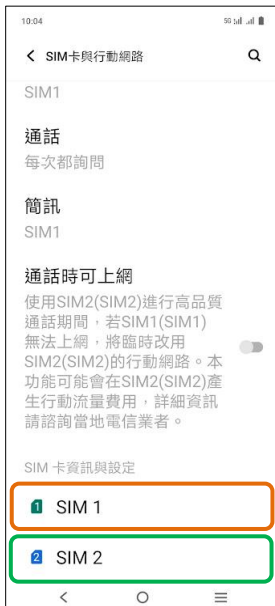 10:04
5G
SIM卡與行動網路
SIM1
通話
每次都詢問
簡訊
SIM1
通話時可上網
使用SIM2(SIM2)進行高品質
通話期間，若SIM1(SIM1)
無法上網，將臨時改用
SIM2(SIM2)的行動網路。本
功能可能會在SIM2(SIM2)產
生行動流量費用，詳細資訊
請諮詢當地電信業者。
SIM 卡資訊與設定
1 SIM 1
2 SIM 2